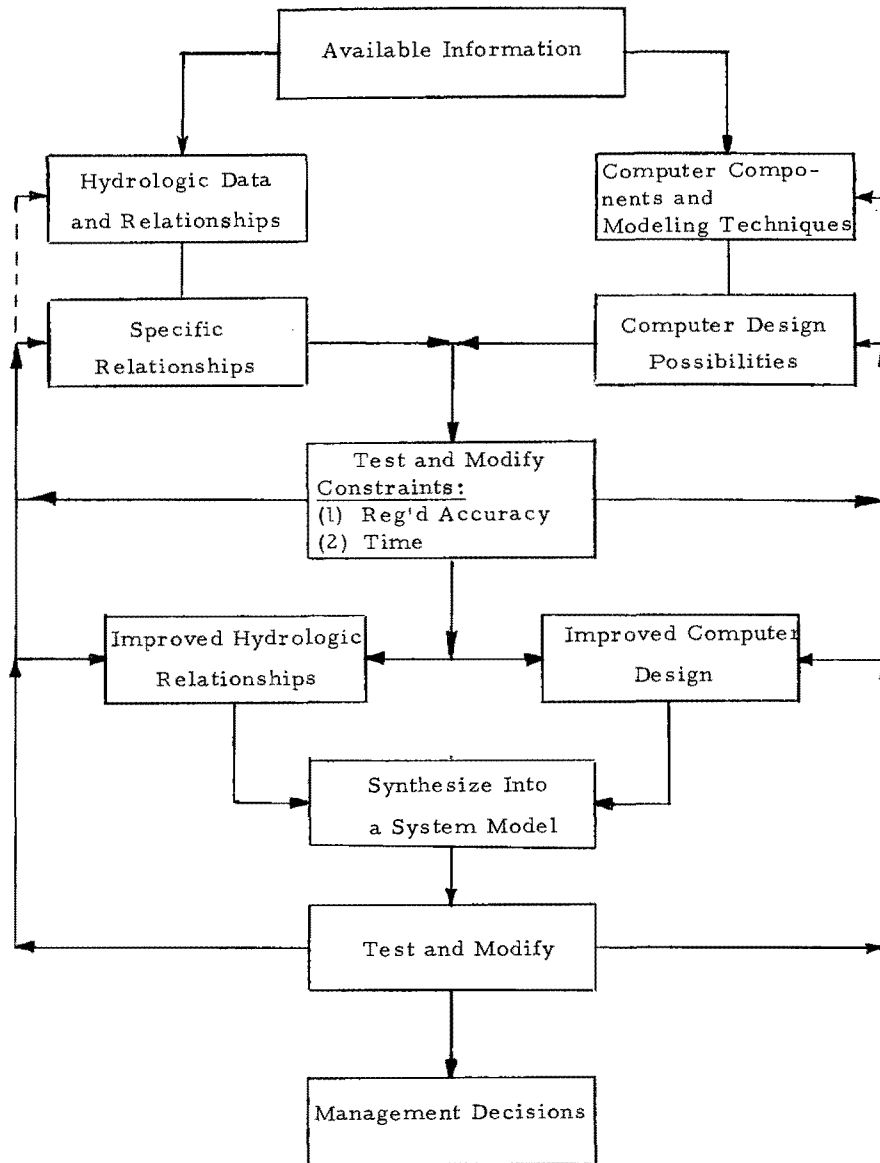 Available Information
Hydrologic Data
and Relationships
Computer Compo-
nents and
Modeling Techniques
Specific
Relationships
Computer Design
Possibilities
Test and Modify
Constraints:
(1) Reg'd Accuracy
(2) Time
Improved Hydrologic
Relationships
Improved Computer
Design
Synthesize Into
a System Model
Test and Modify
Management Decisions